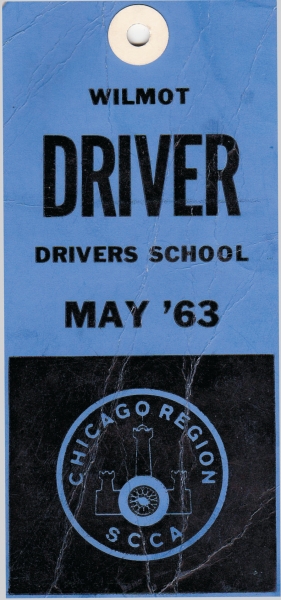 WILMOT
DRIVER
DRIVERS SCHOOL
MAY '63
CHICAGO REGION
SCCA